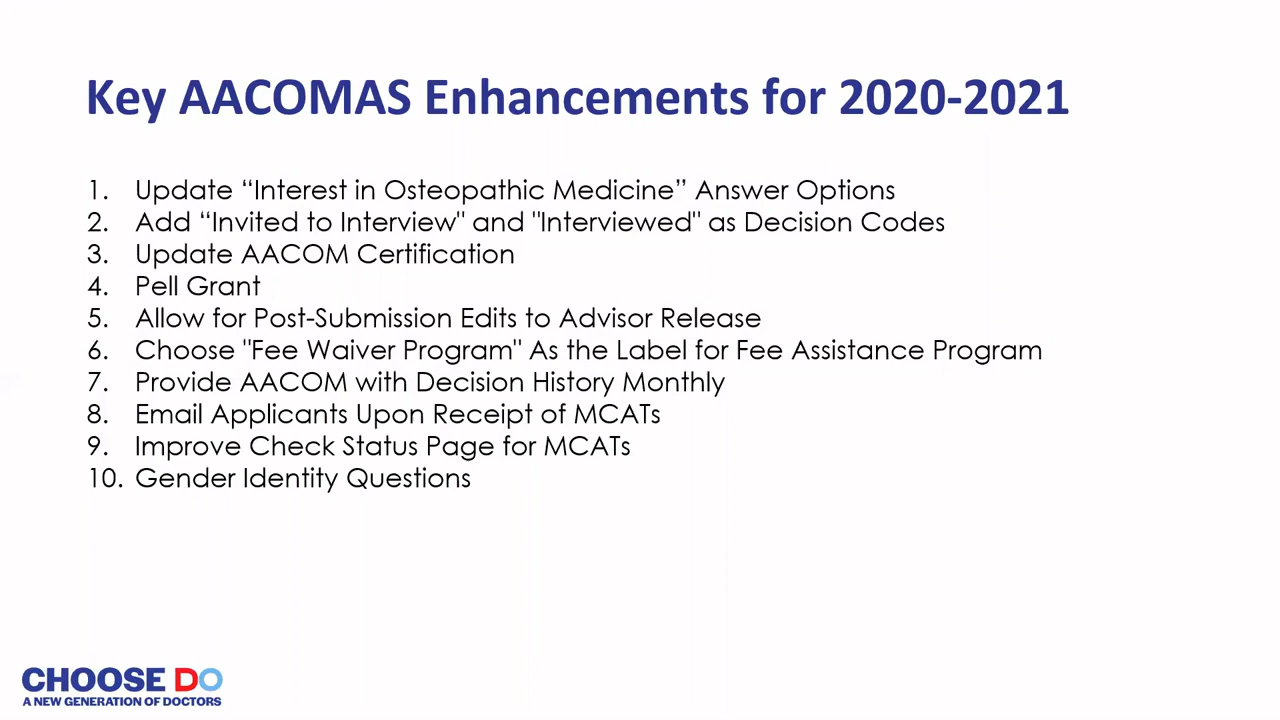 Key AACOMAS Enhancements for 2020-2021
1. Update “Interest in Osteopathic Medicine” Answer Options
2. Add “Invited to Interview" and "Interviewed" as Decision Codes
3. Update AACOM Certification
4. Pell Grant
5. Allow for Post-Submission Edits to Advisor Release
6. Choose "Fee Waiver Program" As the Label for Fee Assistance Program
7. Provide AACOM with Decision History Monthly
8. Email Applicants Upon Receipt of MCATs
9. Improve Check Status Page for MCATs
10. Gender Identity Questions
CHOOSE DO
A NEW GENERATION OF DOCTORS